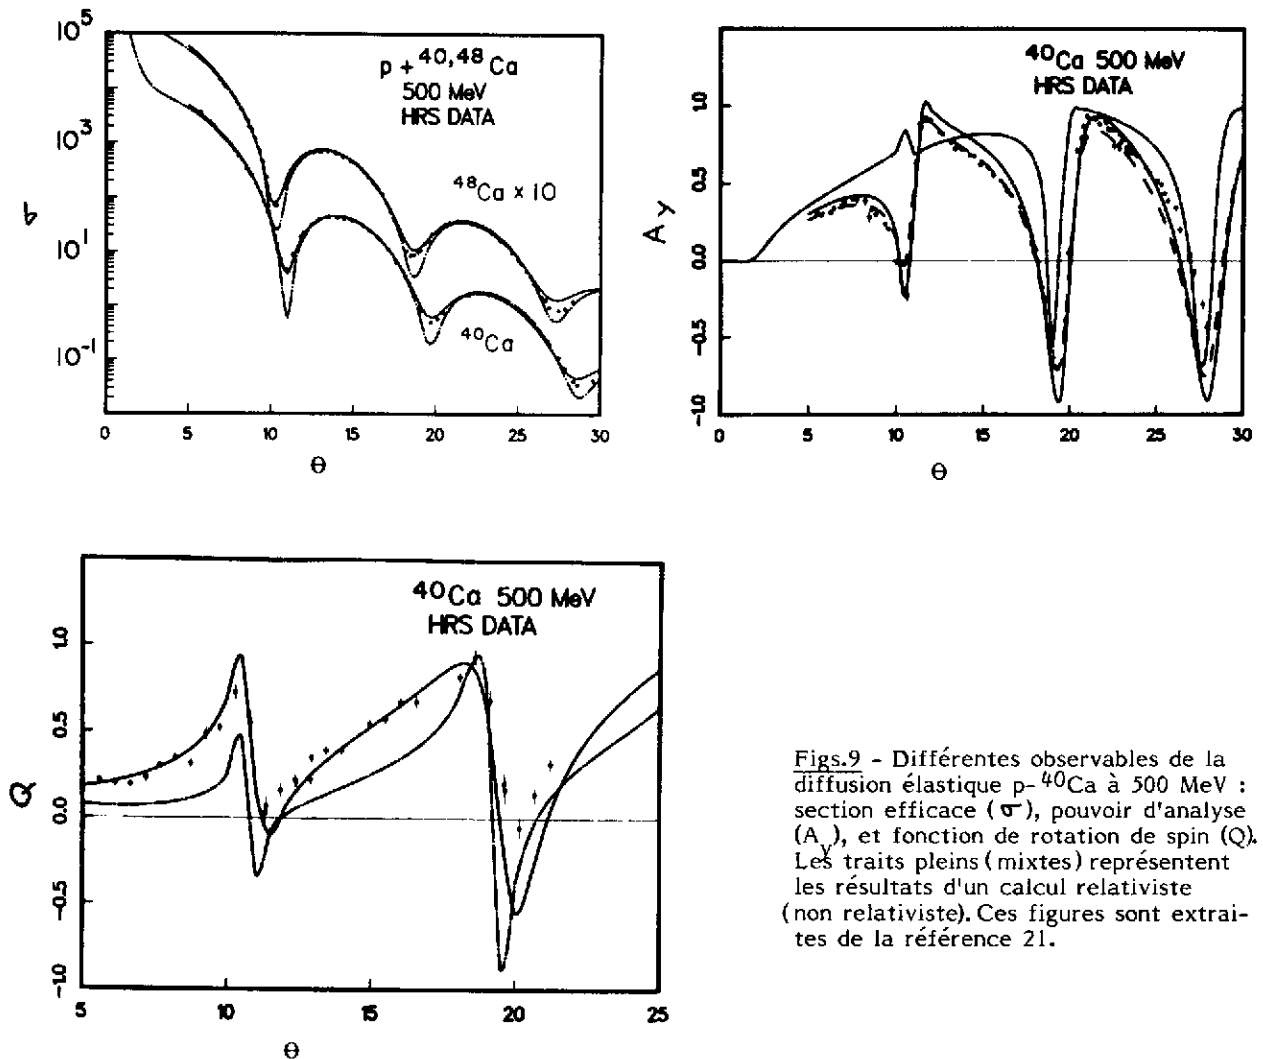 p + 40,48Ca
500 MeV
HRS DATA
48Ca × 10
40Ca
σ
10^5
10^3
10^1
10^-1
0 5 10 15 20 25 30
θ
40Ca 500 MeV
HRS DATA
Ay
1.0
0.5
0.0
-0.5
-1.0
0 5 10 15 20 25 30
θ
40Ca 500 MeV
HRS DATA
Q
1.0
0.5
0.0
-0.5
-1.0
5 10 15 20 25
θ
Figs.9 - Différentes observables de la
diffusion élastique p-40Ca à 500 MeV :
section efficace (σ), pouvoir d'analyse
(Ay), et fonction de rotation de spin (Q).
Les traits pleins (mixtes) représentent
les résultats d'un calcul relativiste
(non relativiste). Ces figures sont extrai-
tes de la référence 21.